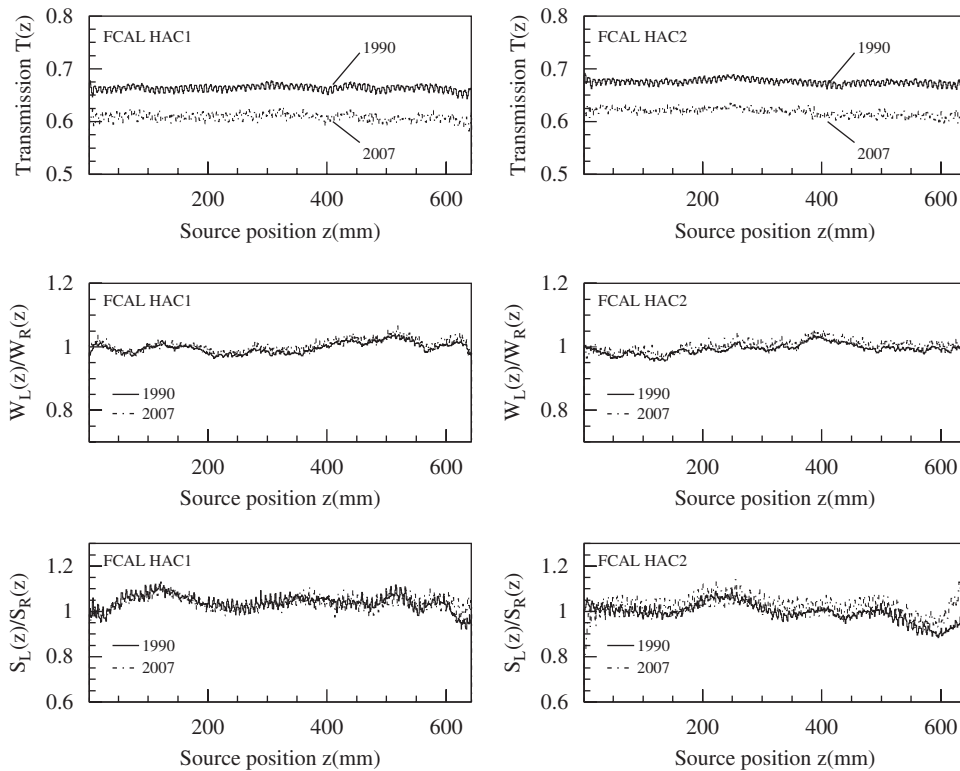 0.8
FCAL HAC1
1990
0.7
0.6
2007
0.5
200 400 600
Source position z(mm)
Transmission T(z)
0.8
FCAL HAC2
1990
0.7
0.6
2007
0.5
200 400 600
Source position z(mm)
Transmission T(z)
1.2
FCAL HAC1
1
1990
0.8
2007
200 400 600
Source position z(mm)
W_L(z)/W_R(z)
1.2
FCAL HAC2
1
1990
0.8
2007
200 400 600
Source position z(mm)
W_L(z)/W_R(z)
FCAL HAC1
1.2
1
1990
0.8
2007
0.6
200 400 600
Source position z(mm)
S_L(z)/S_R(z)
FCAL HAC2
1.2
1
1990
0.8
2007
0.6
200 400 600
Source position z(mm)
S_L(z)/S_R(z)